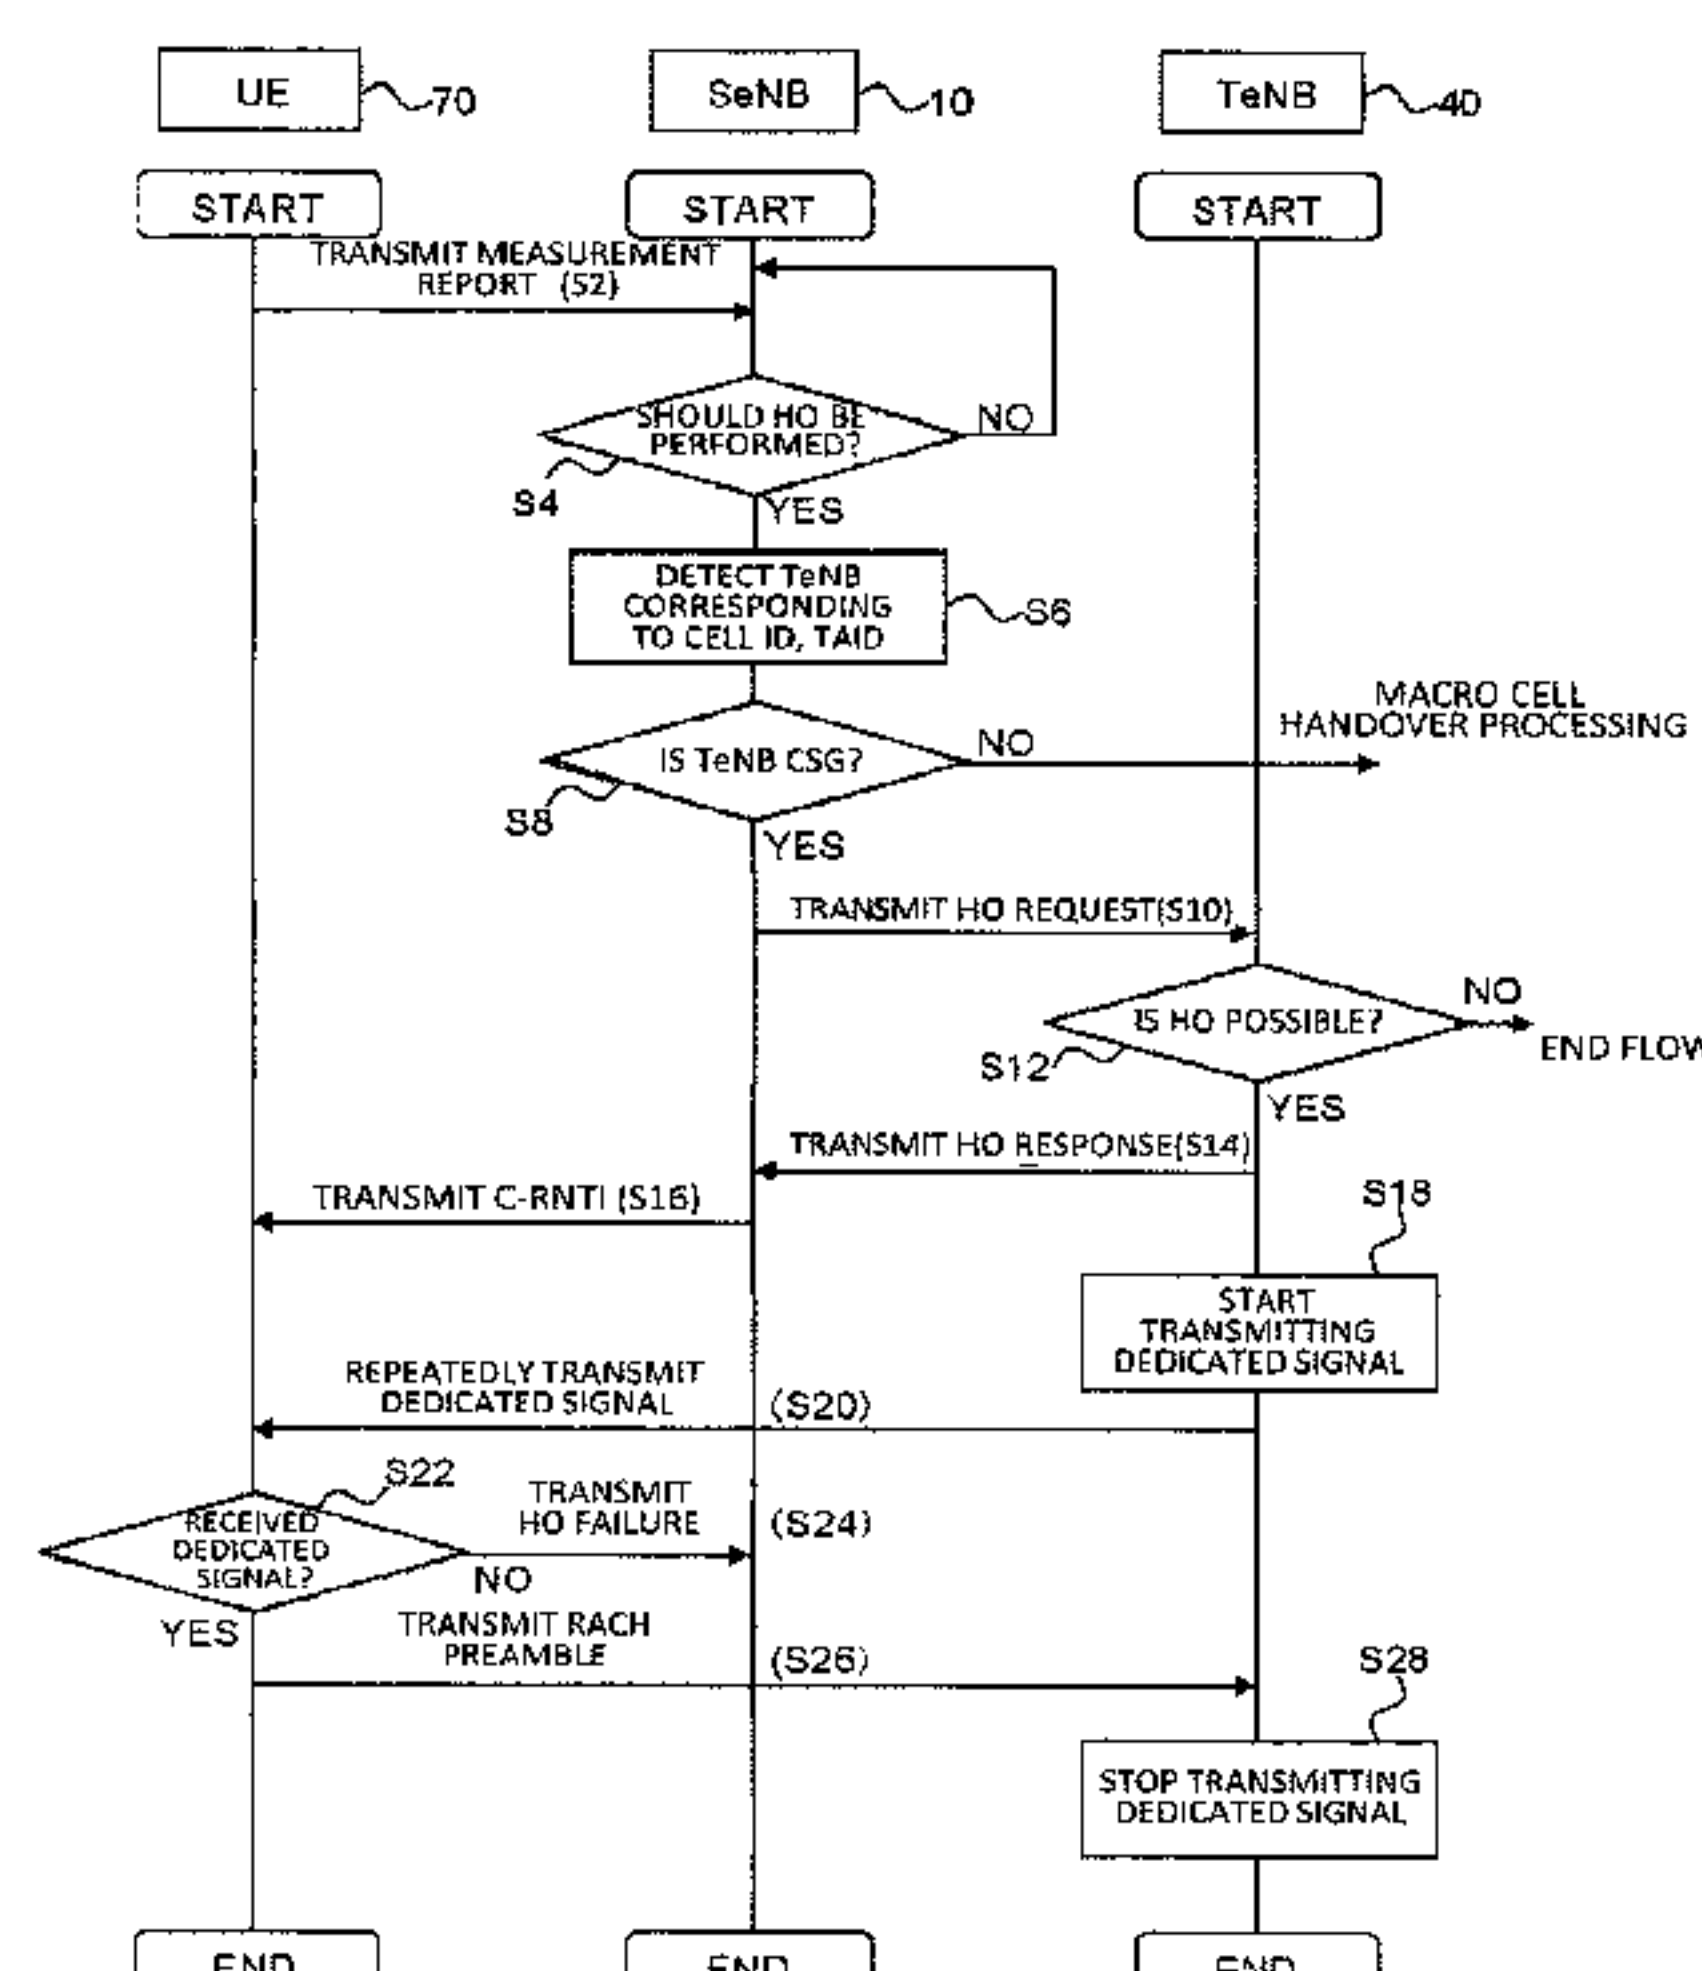 UE
70
SeNB
10
TeNB
40
START
START
START
TRANSMIT MEASUREMENT
REPORT (S2)
SHOULD HO BE
PERFORMED?
NO
S4
YES
DETECT TeNB
CORRESPONDING
TO CELL ID, TAID
S6
MACRO CELL
HANDOVER PROCESSING
IS TeNB CSG?
NO
S8
YES
TRANSMIT HO REQUEST(S10)
IS HO POSSIBLE?
NO
END FLOW
S12
YES
TRANSMIT HO RESPONSE(S14)
TRANSMIT C-RNTI (S16)
S18
START
TRANSMITTING
DEDICATED SIGNAL
REPEATEDLY TRANSMIT
DEDICATED SIGNAL
(S20)
S22
RECEIVED
DEDICATED
SIGNAL?
TRANSMIT
HO FAILURE
(S24)
NO
YES
TRANSMIT RACH
PREAMBLE
(S26)
S28
STOP TRANSMITTING
DEDICATED SIGNAL
END
END
END